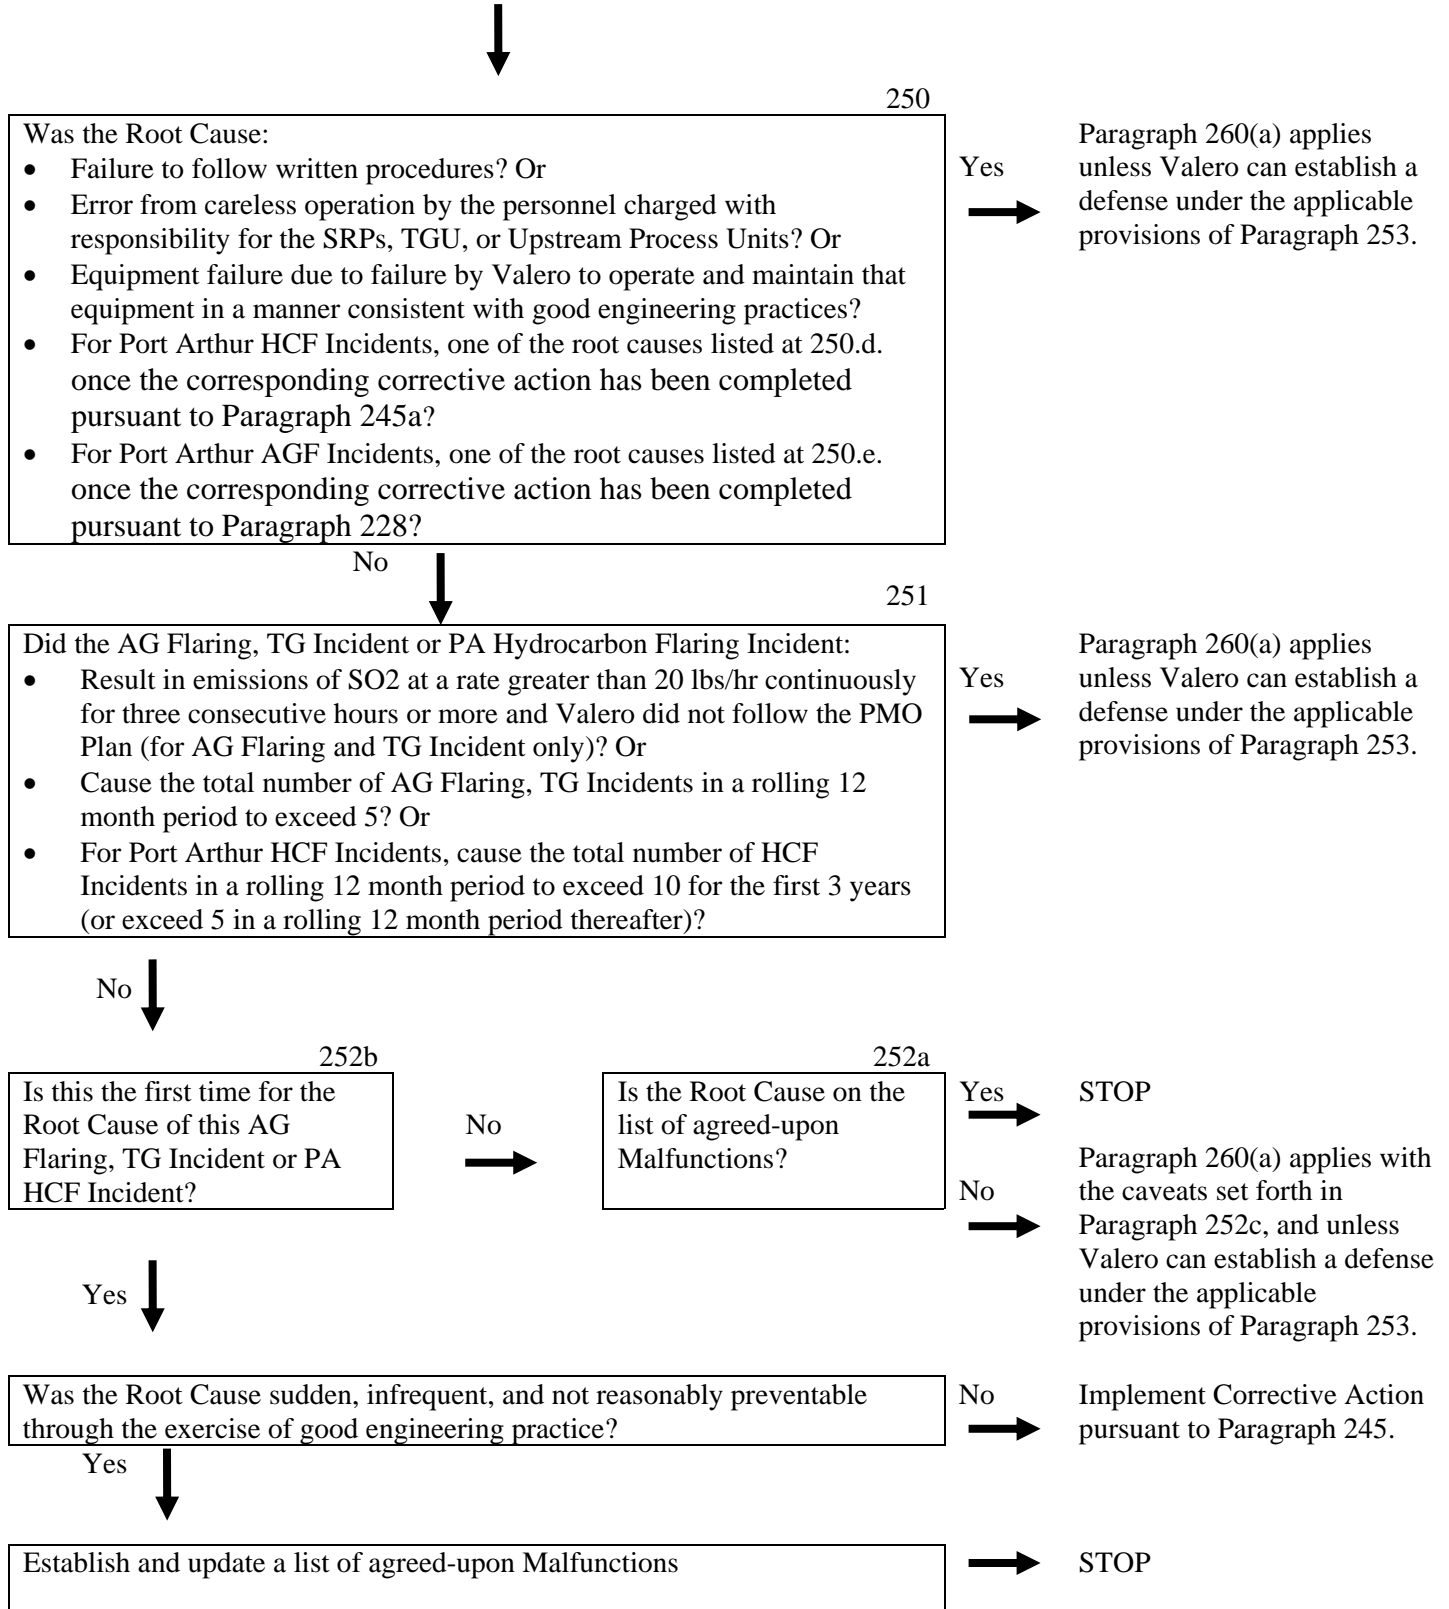 250
Was the Root Cause:
• Failure to follow written procedures? Or
• Error from careless operation by the personnel charged with
responsibility for the SRPs, TGU, or Upstream Process Units? Or
• Equipment failure due to failure by Valero to operate and maintain that
equipment in a manner consistent with good engineering practices?
• For Port Arthur HCF Incidents, one of the root causes listed at 250.d.
once the corresponding corrective action has been completed
pursuant to Paragraph 245a?
• For Port Arthur AGF Incidents, one of the root causes listed at 250.e.
once the corresponding corrective action has been completed
pursuant to Paragraph 228?
Yes
Paragraph 260(a) applies
unless Valero can establish a
defense under the applicable
provisions of Paragraph 253.
No
251
Did the AG Flaring, TG Incident or PA Hydrocarbon Flaring Incident:
• Result in emissions of SO2 at a rate greater than 20 lbs/hr continuously
for three consecutive hours or more and Valero did not follow the PMO
Plan (for AG Flaring and TG Incident only)? Or
• Cause the total number of AG Flaring, TG Incidents in a rolling 12
month period to exceed 5? Or
• For Port Arthur HCF Incidents, cause the total number of HCF
Incidents in a rolling 12 month period to exceed 10 for the first 3 years
(or exceed 5 in a rolling 12 month period thereafter)?
Yes
Paragraph 260(a) applies
unless Valero can establish a
defense under the applicable
provisions of Paragraph 253.
No
252b
Is this the first time for the
Root Cause of this AG
Flaring, TG Incident or PA
HCF Incident?
No
252a
Is the Root Cause on the
list of agreed-upon
Malfunctions?
Yes
STOP
No
Paragraph 260(a) applies with
the caveats set forth in
Paragraph 252c, and unless
Valero can establish a defense
under the applicable
provisions of Paragraph 253.
Yes
Was the Root Cause sudden, infrequent, and not reasonably preventable
through the exercise of good engineering practice?
No
Implement Corrective Action
pursuant to Paragraph 245.
Yes
Establish and update a list of agreed-upon Malfunctions
STOP